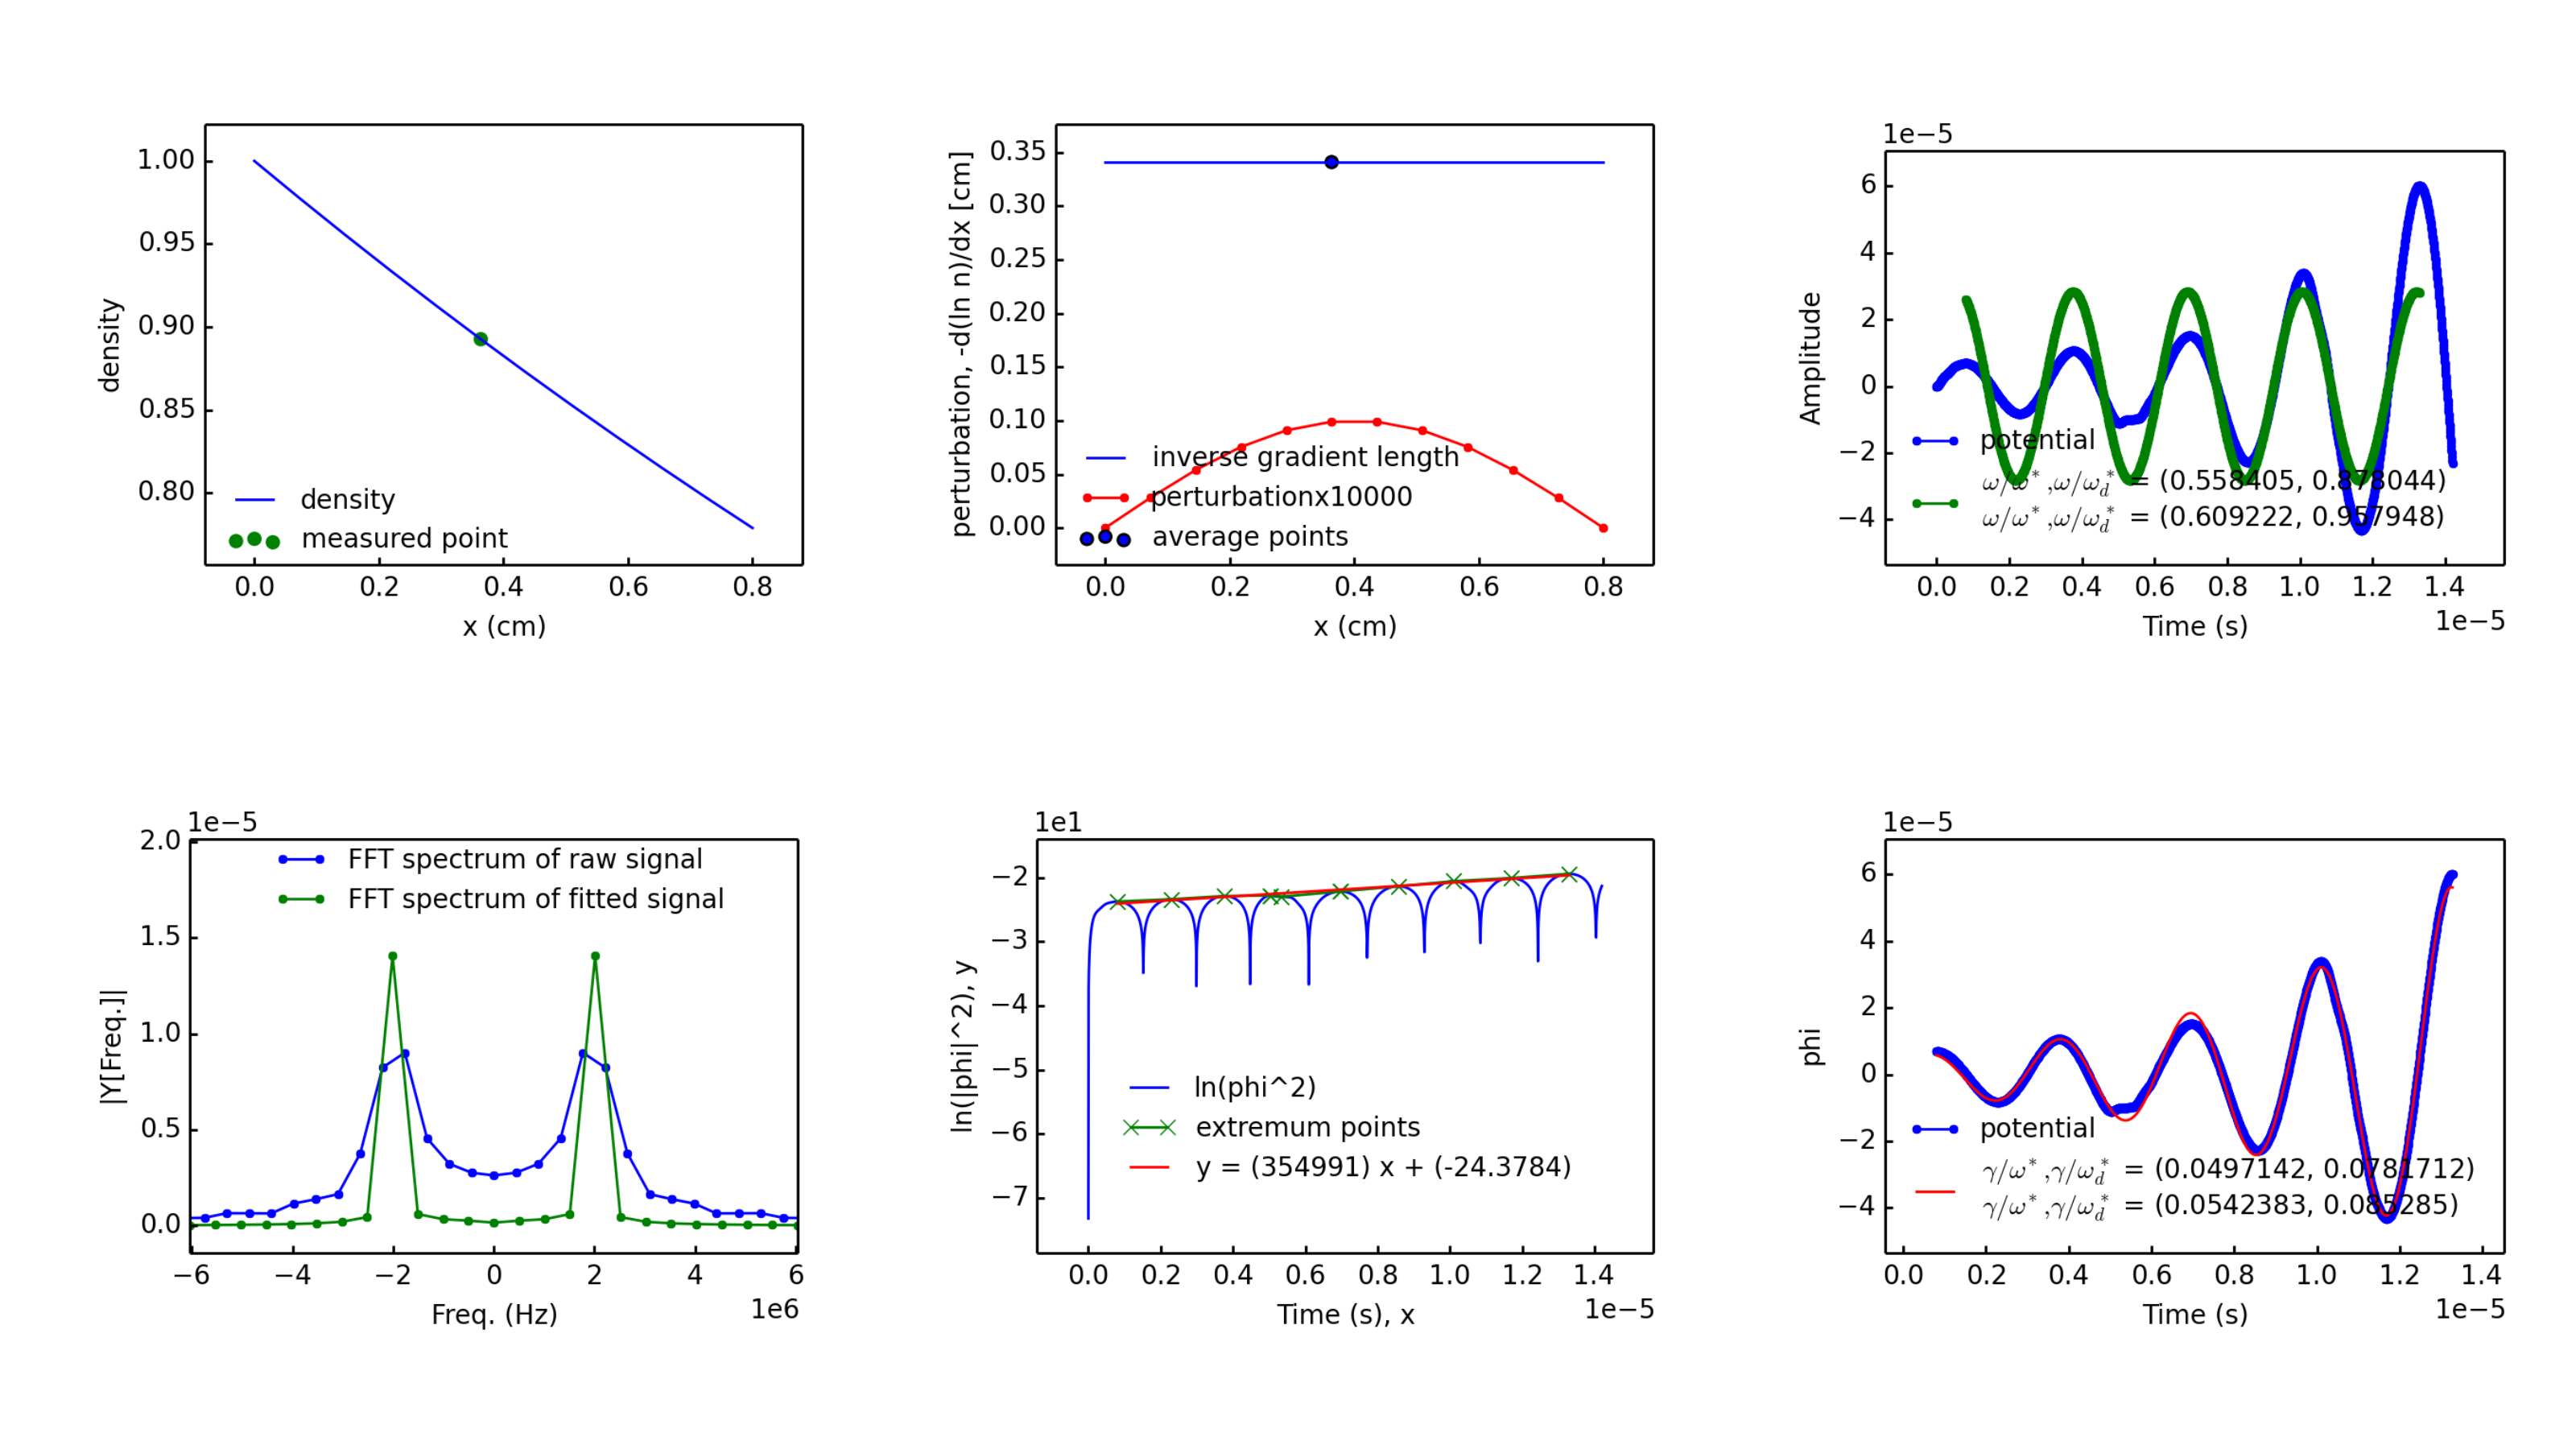 1.00
0.95
0.90
0.85
0.80
density
density
measured point
0.0 0.2 0.4 0.6 0.8
x (cm)
0.35
0.30
0.25
0.20
0.15
0.10
0.05
0.00
perturbation, -d(ln n)/dx [cm]
inverse gradient length
perturbationx10000
average points
0.0 0.2 0.4 0.6 0.8
x (cm)
1e−5
6
4
2
0
−2
−4
Amplitude
potential
ω/ω* ,ω/ω*d = (0.558405, 0.878044)
ω/ω* ,ω/ω*d = (0.609222, 0.957948)
0.0 0.2 0.4 0.6 0.8 1.0 1.2 1.4
Time (s)
1e−5
1e−5
2.0
1.5
1.0
0.5
0.0
|Y[Freq.]|
FFT spectrum of raw signal
FFT spectrum of fitted signal
−6 −4 −2 0 2 4 6
Freq. (Hz)
1e6
1e1
−2
−3
−4
−5
−6
−7
ln(|phi|^2), y
ln(phi^2)
extremum points
y = (354991) x + (-24.3784)
0.0 0.2 0.4 0.6 0.8 1.0 1.2 1.4
Time (s), x
1e−5
1e−5
6
4
2
0
−2
−4
phi
potential
γ/ω* ,γ/ω*d = (0.0497142, 0.0781712)
γ/ω* ,γ/ω*d = (0.0542383, 0.085285)
0.0 0.2 0.4 0.6 0.8 1.0 1.2 1.4
Time (s)
1e−5